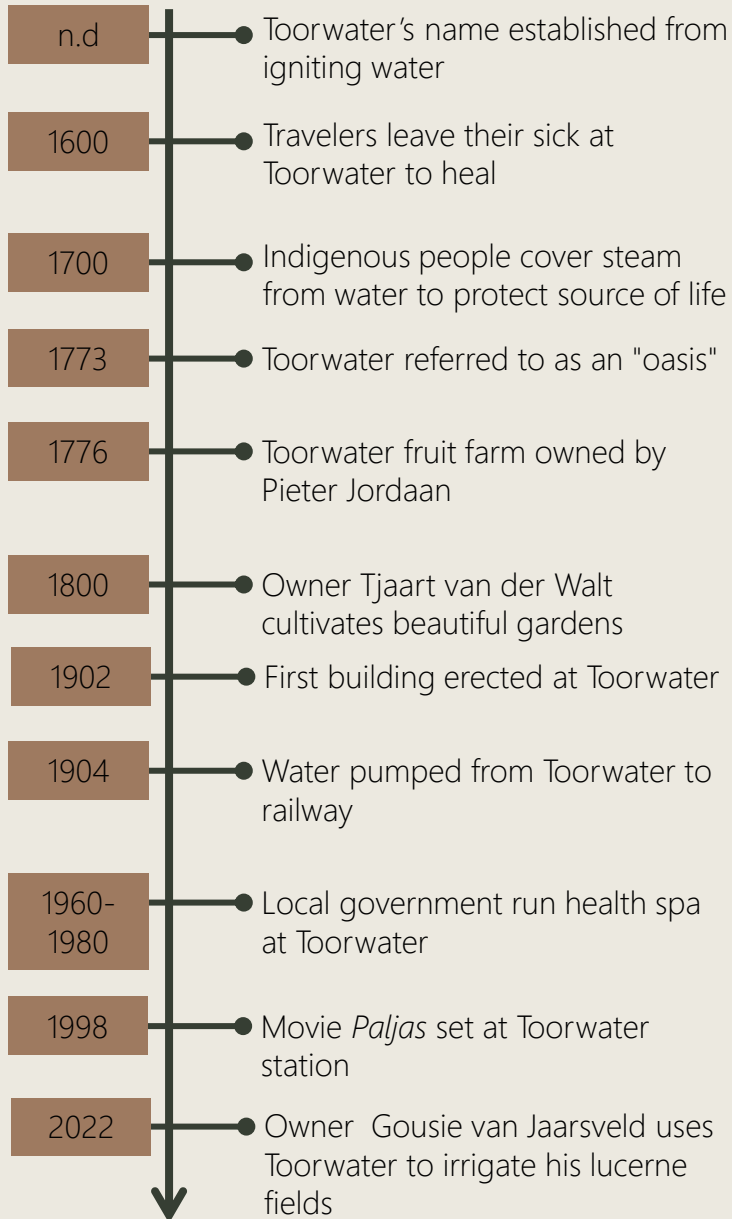 n.d
Toorwater’s name established from
igniting water
1600
Travelers leave their sick at
Toorwater to heal
1700
Indigenous people cover steam
from water to protect source of life
1773
Toorwater referred to as an "oasis"
1776
Toorwater fruit farm owned by
Pieter Jordaan
1800
Owner Tjaart van der Walt
cultivates beautiful gardens
1902
First building erected at Toorwater
1904
Water pumped from Toorwater to
railway
1960-
1980
Local government run health spa
at Toorwater
1998
Movie Paljas set at Toorwater
station
2022
Owner  Gousie van Jaarsveld uses
Toorwater to irrigate his lucerne
fields